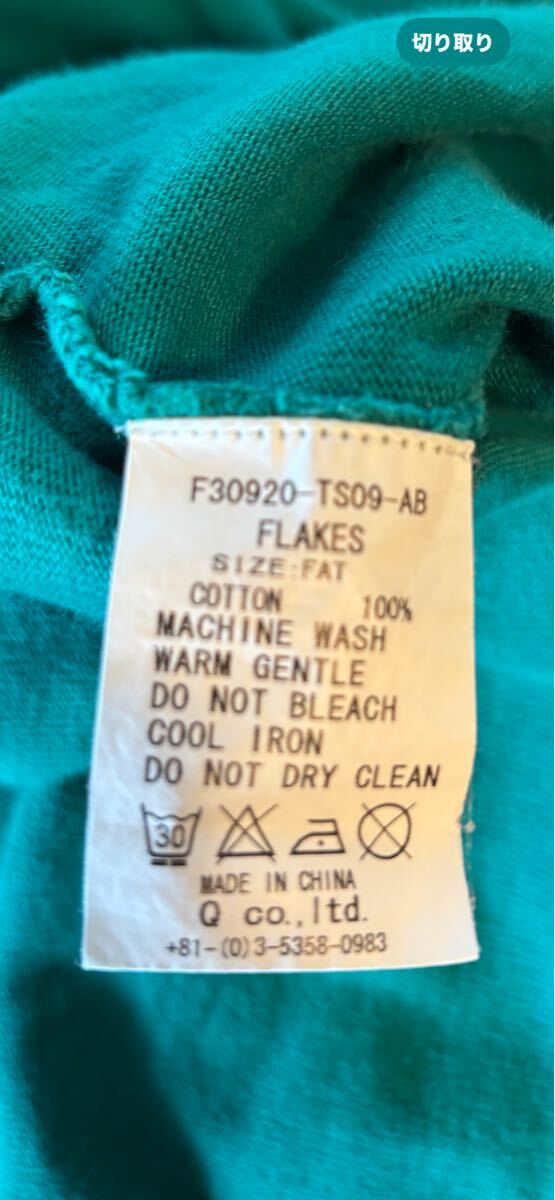 切り取り
F30920-TS09-AB
FLAKES
SIZE:FAT
COTTON 100%
MACHINE WASH
WARM GENTLE
DO NOT BLEACH
COOL IRON
DO NOT DRY CLEAN
30
MADE IN CHINA
Q co.,ltd.
+81-(0)3-5358-0983